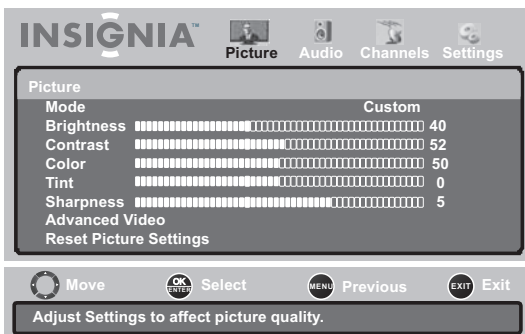 INSIGNIA™
Picture Audio Channels Settings
Picture
Mode Custom
Brightness 40
Contrast 52
Color 50
Tint 0
Sharpness 5
Advanced Video
Reset Picture Settings
Move OK ENTER Select MENU Previous EXIT Exit
Adjust Settings to affect picture quality.